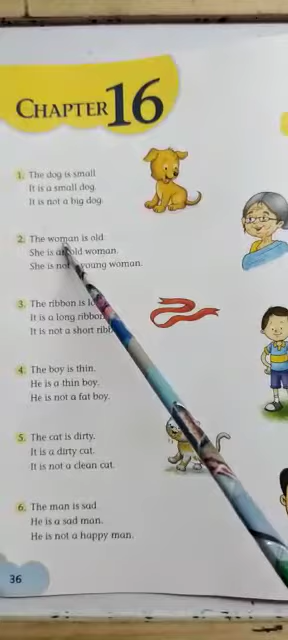 CHAPTER 16
1. The dog is small.
It is a small dog.
It is not a big dog.
2. The woman is old.
She is old woman.
She is not young woman.
3. The ribbon is
It is a long ribbon
It is not a short
4. The boy is thin.
He is a thin boy.
He is not a fat boy.
5. The cat is dirty.
It is a dirty cat.
It is not a clean cat.
6. The man is sad.
He is a sad man.
He is not a happy man.
36